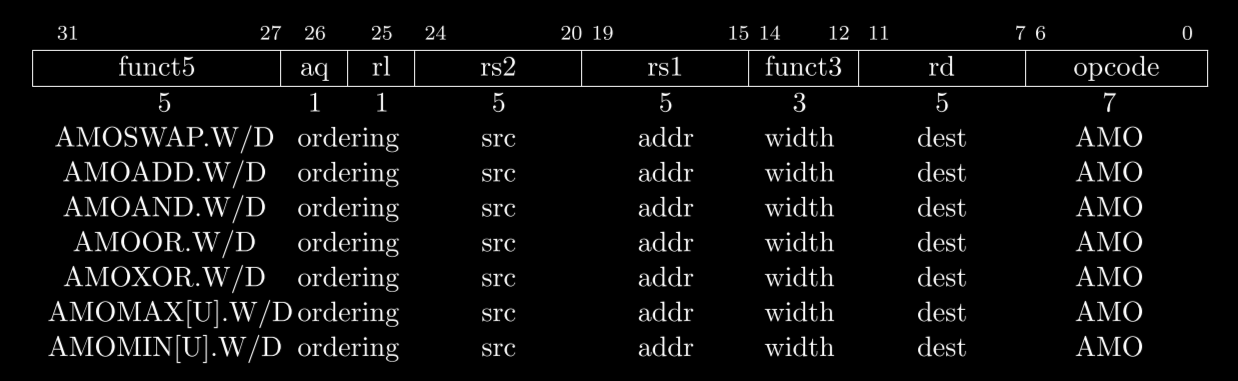 31 27 26 25 24 20 19 15 14 12 11 7 6 0
funct5 aq rl rs2 rs1 funct3 rd opcode
5 1 1 5 5 3 5 7
AMOSWAP.W/D ordering src addr width dest AMO
AMOADD.W/D ordering src addr width dest AMO
AMOAND.W/D ordering src addr width dest AMO
AMOOR.W/D ordering src addr width dest AMO
AMOXOR.W/D ordering src addr width dest AMO
AMOMAX[U].W/D ordering src addr width dest AMO
AMOMIN[U].W/D ordering src addr width dest AMO